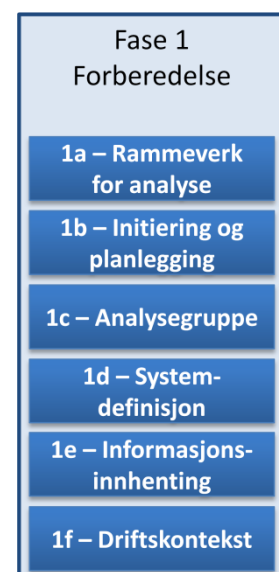 Fase 1
Forberedelse
1a – Rammeverk
for analyse
1b – Initiering og
planlegging
1c – Analysegruppe
1d – System-
definisjon
1e – Informasjons-
innhenting
1f – Driftskontekst